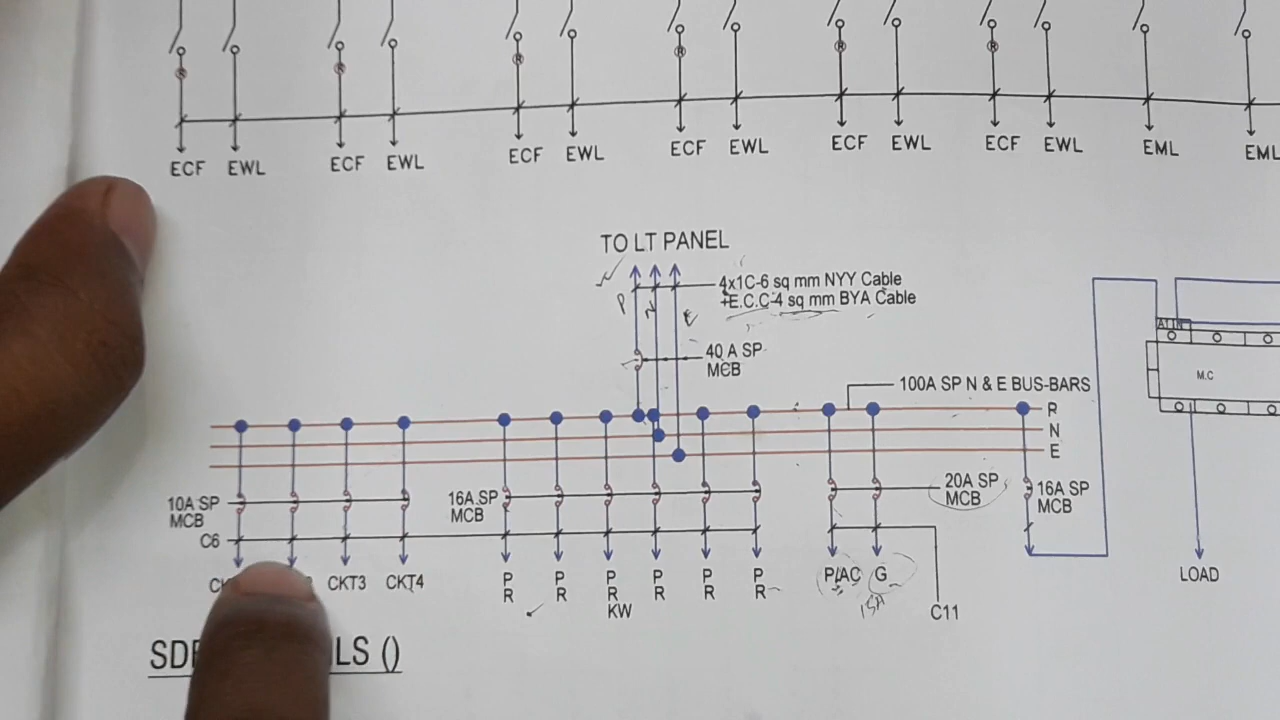 ECF EWL ECF EWL ECF EWL ECF EWL ECF EWL ECF EWL EML EML
TO LT PANEL
4x1C-6 sq mm NYY Cable
+E.C.C-4 sq mm BYA Cable
P N E
40 A SP
MCB
100A SP N & E BUS-BARS
R
N
E
M.C
10A SP
MCB
16A SP
MCB
20A SP
MCB
16A SP
MCB
C6
CKT3 CKT4
P
R
P
R
P
R
KW
P
R
P
R
P
R
P/AC G
15A
C11
LOAD